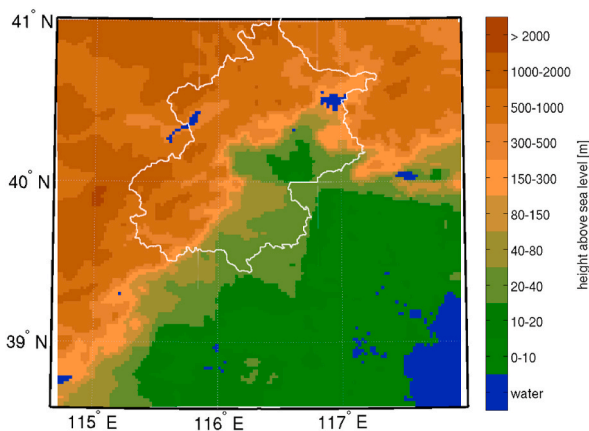 41° N
40° N
39° N
115° E
116° E
117° E
> 2000
1000-2000
500-1000
300-500
150-300
80-150
40-80
20-40
10-20
0-10
water
height above sea level [m]